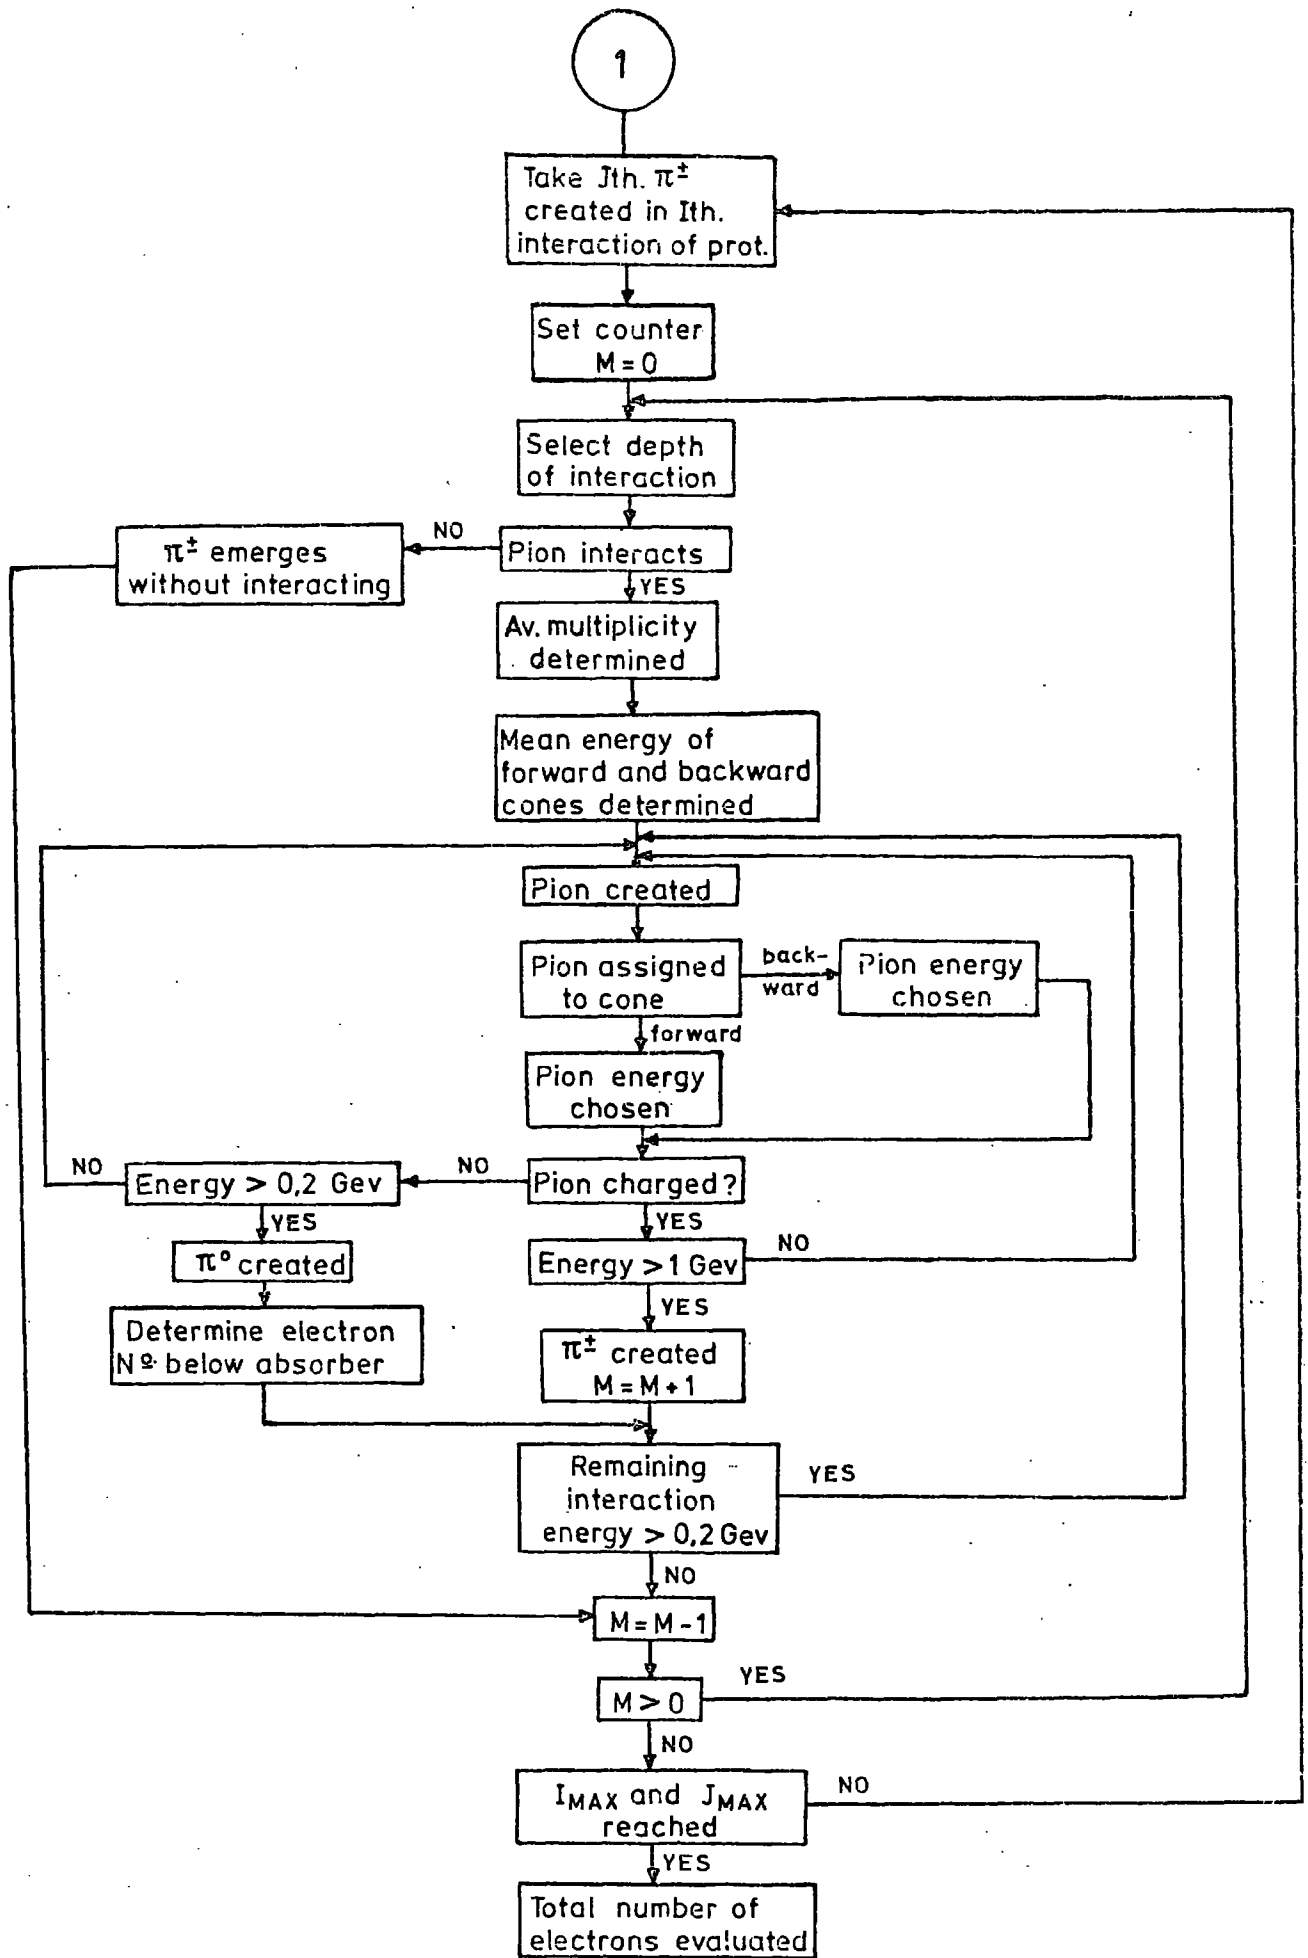 1
Take Jth. π±
created in Ith.
interaction of prot.
Set counter
M = 0
Select depth
of interaction
Pion interacts
NO
π± emerges
without interacting
YES
Av. multiplicity
determined
Mean energy of
forward and backward
cones determined
Pion created
Pion assigned
to cone
back-
ward
Pion energy
chosen
forward
Pion energy
chosen
Pion charged?
NO
Energy > 0,2 Gev
NO
YES
π° created
Determine electron
Nº. below absorber
YES
Energy > 1 Gev
NO
YES
π± created
M = M + 1
Remaining
interaction
energy > 0,2 Gev
YES
NO
M = M - 1
M > 0
YES
NO
IMAX and JMAX
reached
NO
YES
Total number of
electrons evaluated